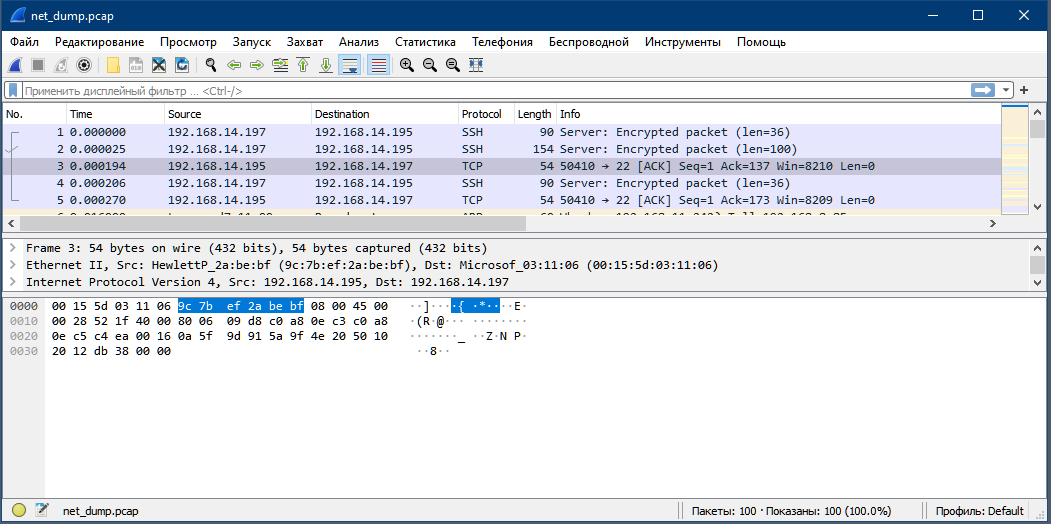 net_dump.pcap
Файл Редактирование Просмотр Запуск Захват Анализ Статистика Телефония Беспроводной Инструменты Помощь
Применить дисплейный фильтр ... <Ctrl-/>
No. Time Source Destination Protocol Length Info
1 0.000000 192.168.14.197 192.168.14.195 SSH 90 Server: Encrypted packet (len=36)
2 0.000025 192.168.14.197 192.168.14.195 SSH 154 Server: Encrypted packet (len=100)
3 0.000194 192.168.14.195 192.168.14.197 TCP 54 50410 → 22 [ACK] Seq=1 Ack=137 Win=8210 Len=0
4 0.000206 192.168.14.197 192.168.14.195 SSH 90 Server: Encrypted packet (len=36)
5 0.000270 192.168.14.195 192.168.14.197 TCP 54 50410 → 22 [ACK] Seq=1 Ack=173 Win=8209 Len=0
Frame 3: 54 bytes on wire (432 bits), 54 bytes captured (432 bits)
Ethernet II, Src: HewlettP_2a:be:bf (9c:7b:ef:2a:be:bf), Dst: Microsof_03:11:06 (00:15:5d:03:11:06)
Internet Protocol Version 4, Src: 192.168.14.195, Dst: 192.168.14.197
0000 00 15 5d 03 11 06 9c 7b ef 2a be bf 08 00 45 00 ··]····{ ·*····E·
0010 00 28 52 1f 40 00 80 06 09 d8 c0 a8 0e c3 c0 a8 ·(R·@··· ········
0020 0e c5 c4 ea 00 16 0a 5f 9d 91 5a 9f 4e 20 50 10 ·······_ ··Z·N P·
0030 20 12 db 38 00 00 ··8··
net_dump.pcap Пакеты: 100 · Показаны: 100 (100.0%) Профиль: Default